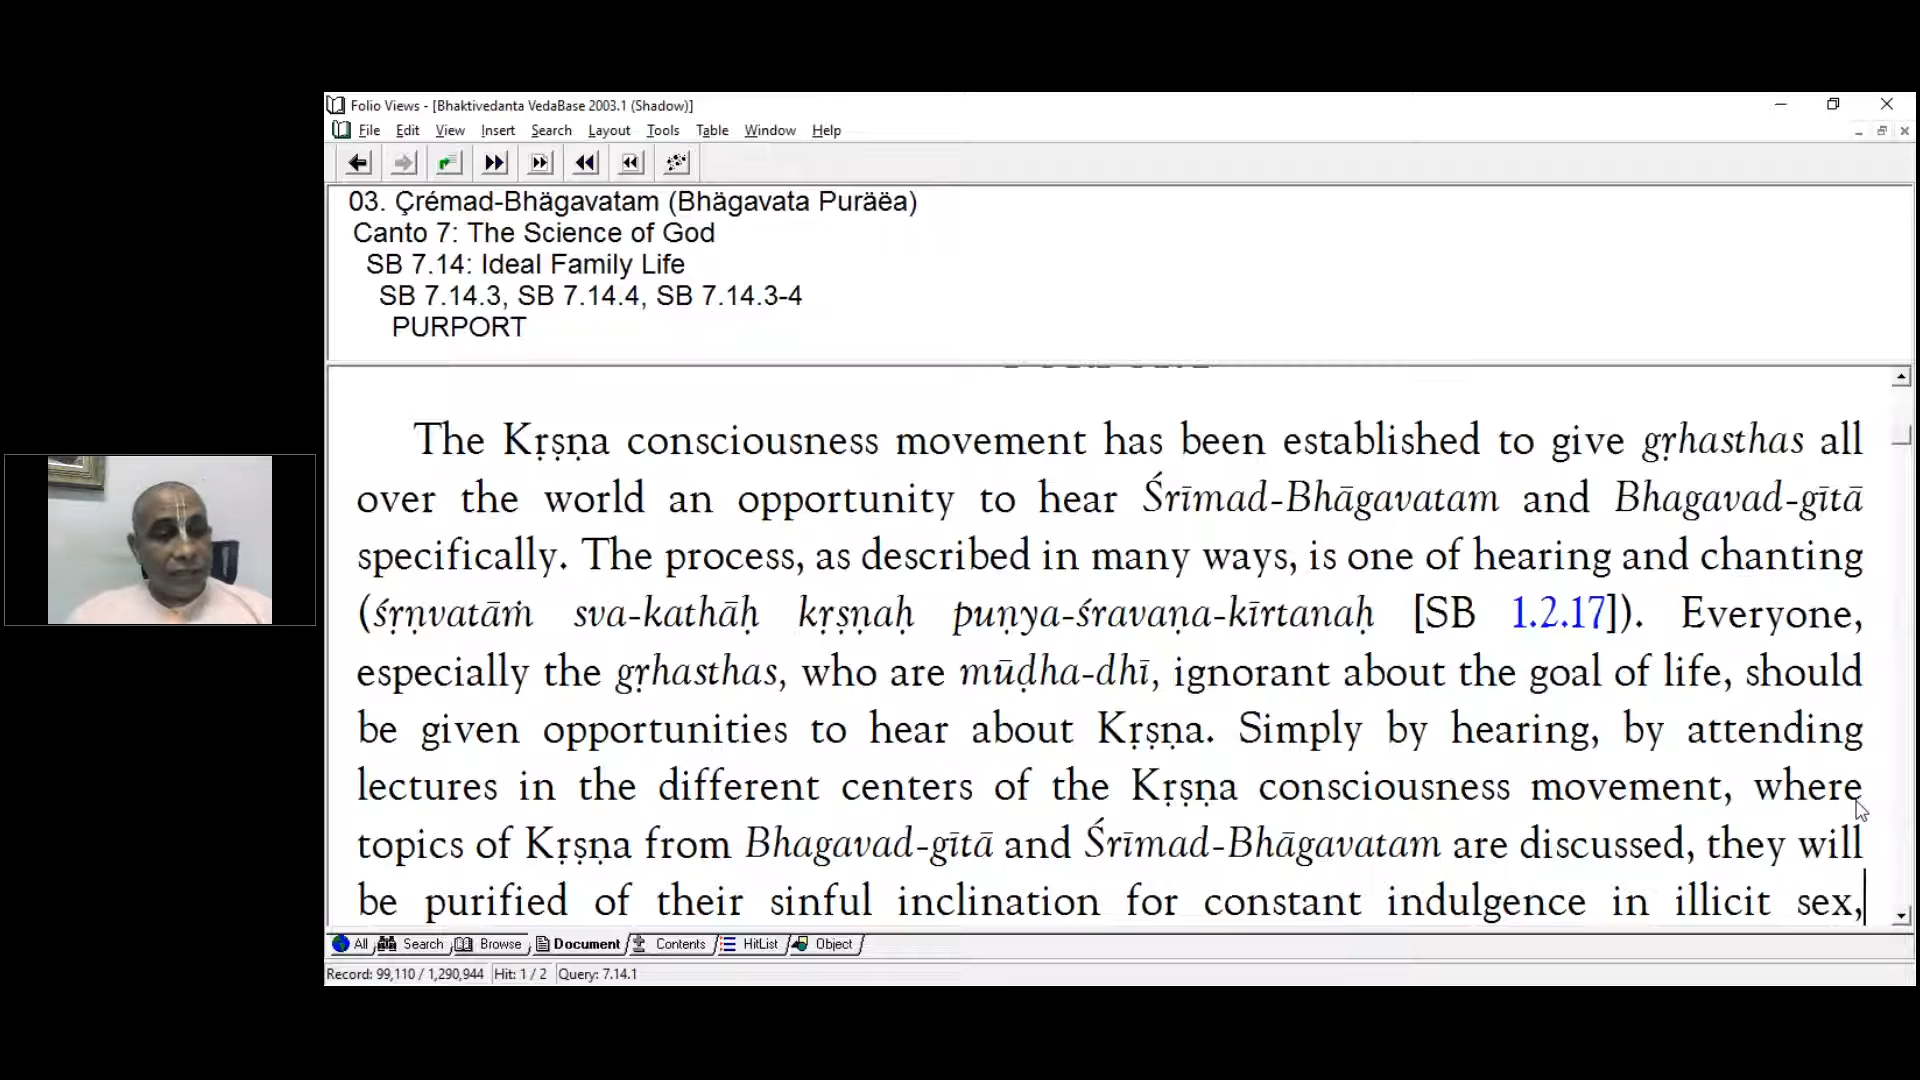 Folio Views - [Bhaktivedanta VedaBase 2003.1 (Shadow)]
File Edit View Insert Search Layout Tools Table Window Help
03. Çrémad-Bhägavatam (Bhägavata Puräëa)
Canto 7: The Science of God
SB 7.14: Ideal Family Life
SB 7.14.3, SB 7.14.4, SB 7.14.3-4
PURPORT
The Kṛṣṇa consciousness movement has been established to give gṛhasthas all
over the world an opportunity to hear Śrīmad-Bhāgavatam and Bhagavad-gītā
specifically. The process, as described in many ways, is one of hearing and chanting
(śṛṇvatāṁ sva-kathāḥ kṛṣṇaḥ puṇya-śravaṇa-kīrtanaḥ [SB 1.2.17]). Everyone,
especially the gṛhasthas, who are mūḍha-dhī, ignorant about the goal of life, should
be given opportunities to hear about Kṛṣṇa. Simply by hearing, by attending
lectures in the different centers of the Kṛṣṇa consciousness movement, where
topics of Kṛṣṇa from Bhagavad-gītā and Śrīmad-Bhāgavatam are discussed, they will
be purified of their sinful inclination for constant indulgence in illicit sex,
All Search Browse Document Contents HitList Object
Record: 99,110 / 1,290,944 Hit: 1 / 2 Query: 7.14.1